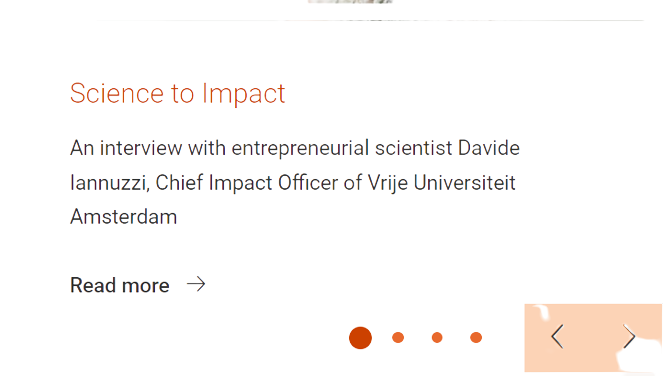 Science to Impact
An interview with entrepreneurial scientist Davide
Iannuzzi, Chief Impact Officer of Vrije Universiteit
Amsterdam
Read more